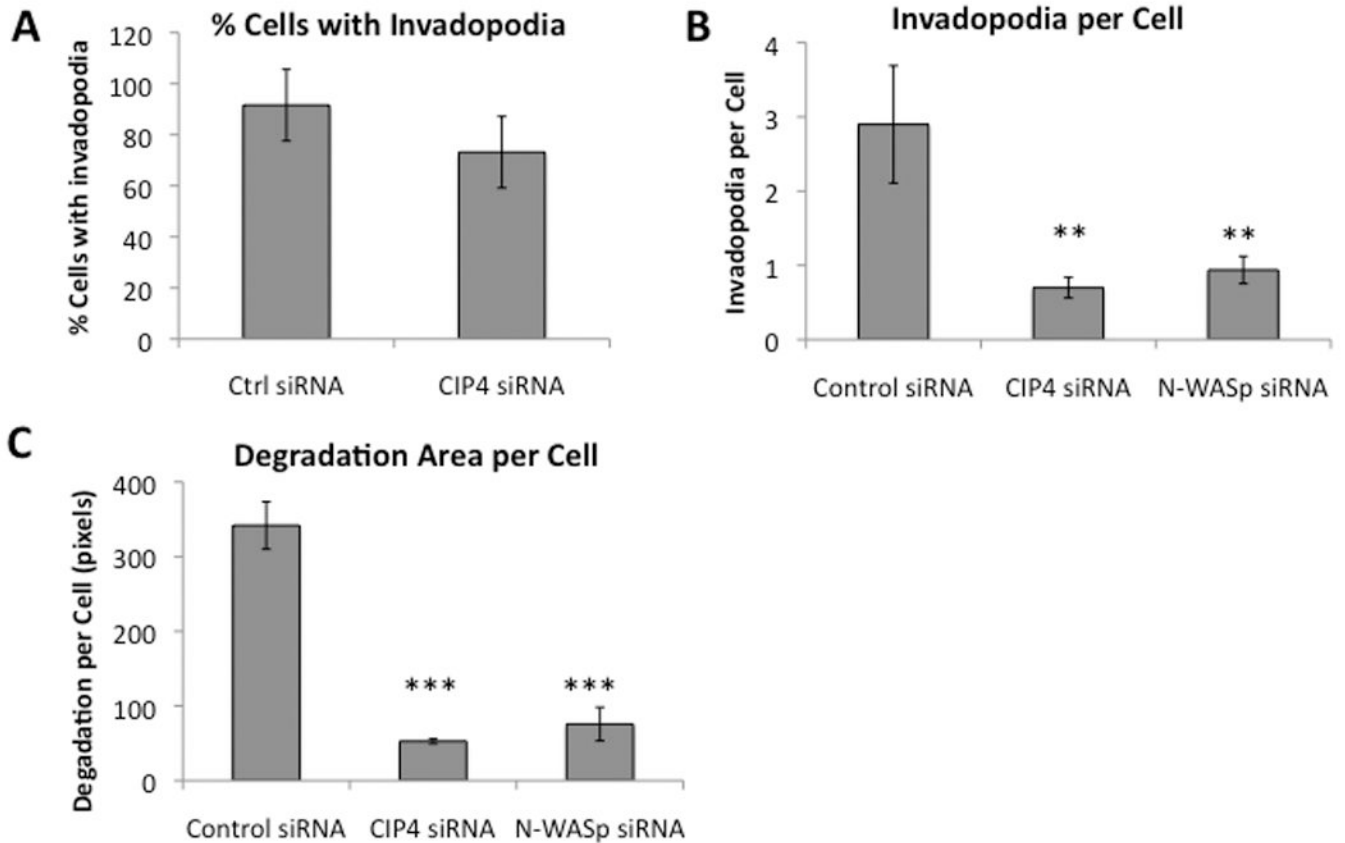 A
% Cells with Invadopodia
% Cells with invadopodia
120
100
80
60
40
20
0
Ctrl siRNA
CIP4 siRNA
B
Invadopodia per Cell
Invadopodia per Cell
4
3
2
1
0
**
**
Control siRNA
CIP4 siRNA
N-WASp siRNA
C
Degradation Area per Cell
Degadation per Cell (pixels)
400
300
200
100
0
***
***
Control siRNA
CIP4 siRNA
N-WASp siRNA